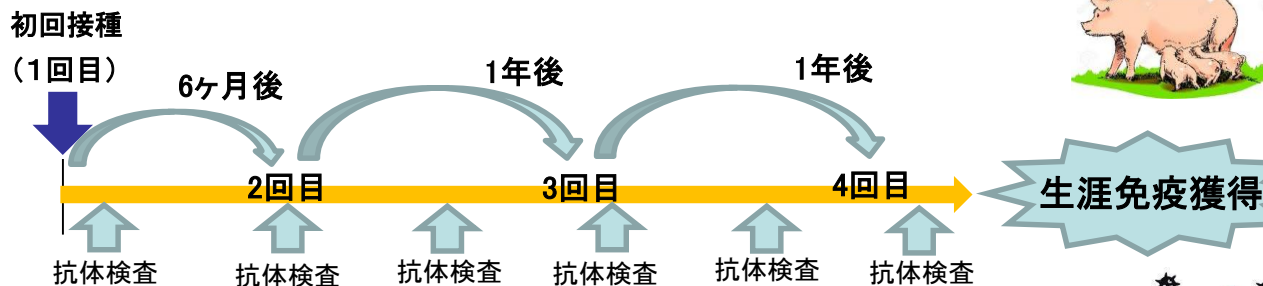 初回接種
（1回目）
6ヶ月後
1年後
1年後
2回目
3回目
4回目
生涯免疫獲得
抗体検査
抗体検査
抗体検査
抗体検査
抗体検査
抗体検査